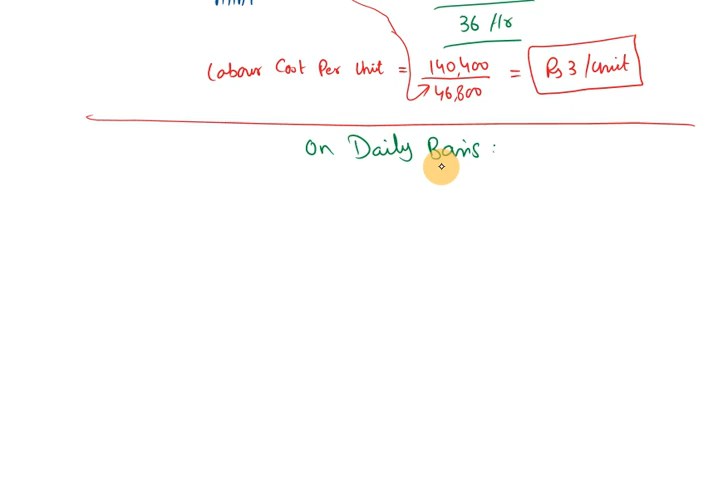 36 /Hr
Labour Cost Per Unit = 140,400 / 46,800 = Rs 3 /Unit
On Daily Basis :